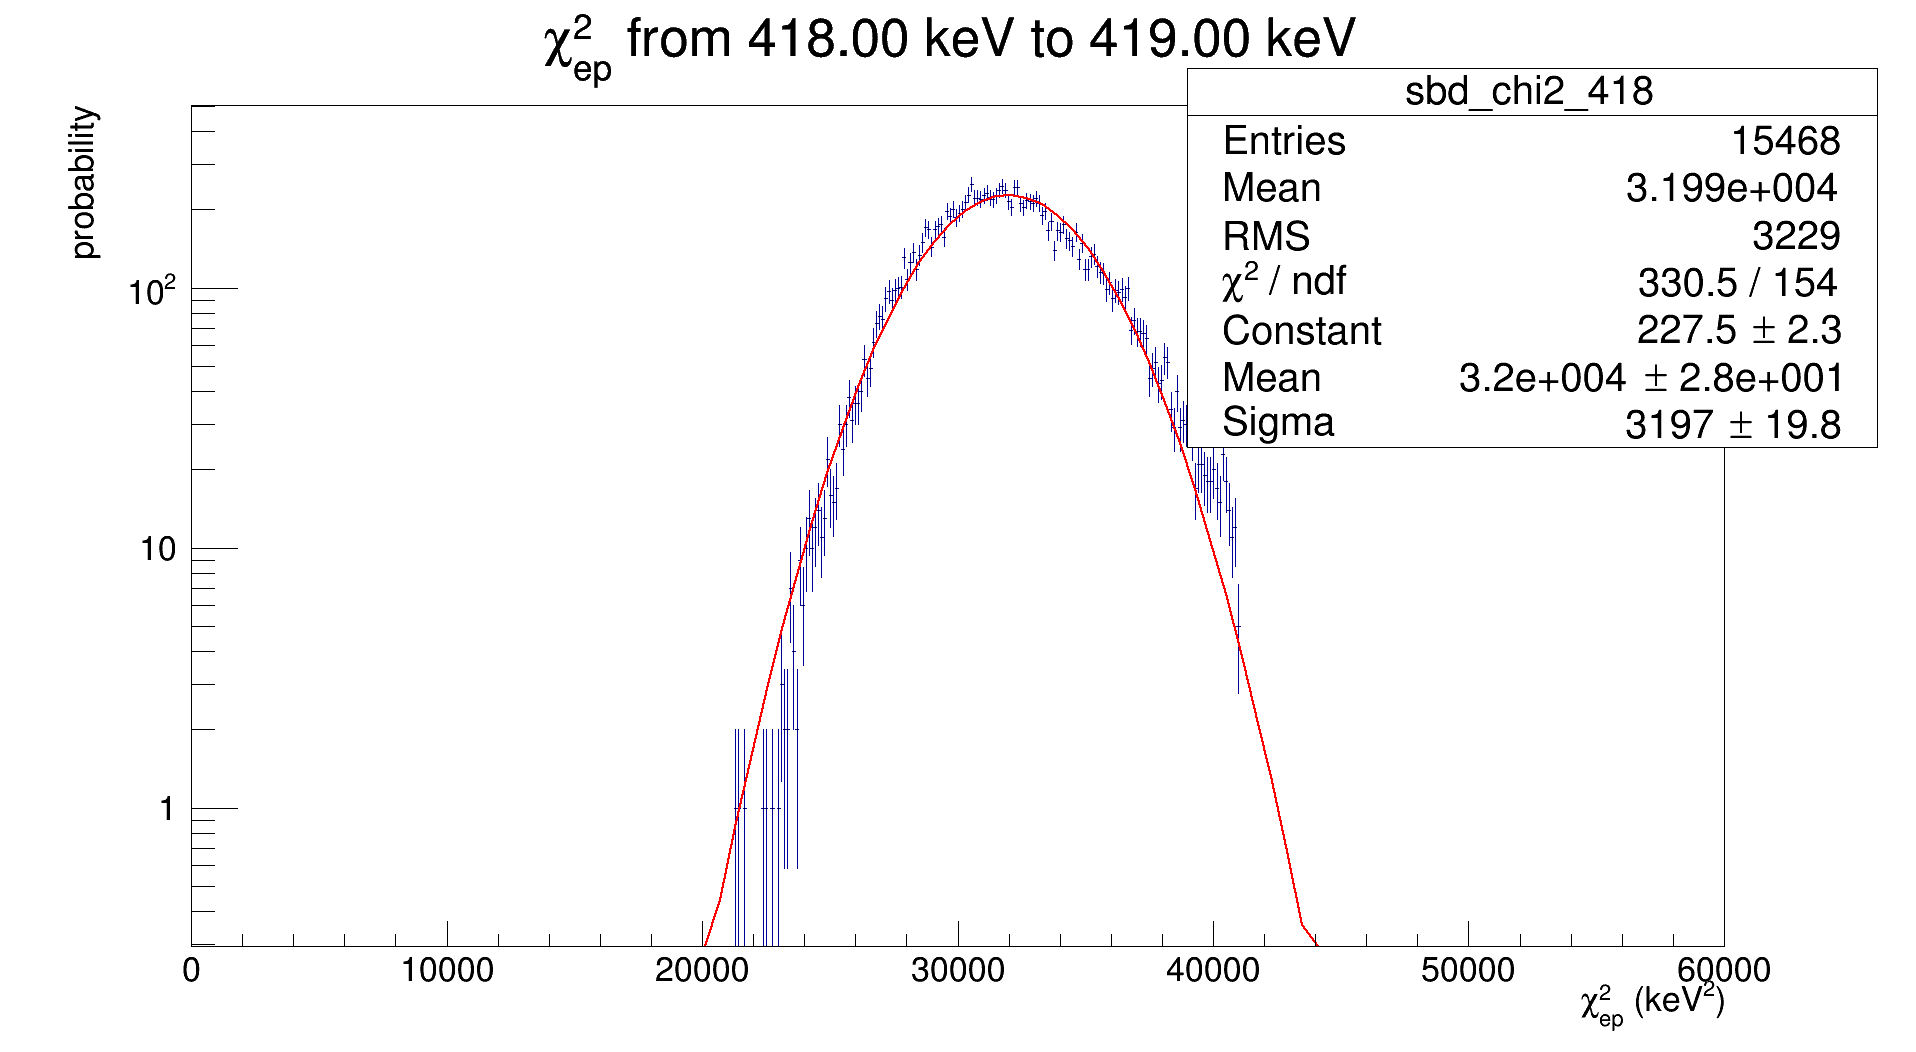 χ²ep from 418.00 keV to 419.00 keV
sbd_chi2_418
Entries 15468
Mean 3.199e+004
RMS 3229
χ² / ndf 330.5 / 154
Constant 227.5 ± 2.3
Mean 3.2e+004 ± 2.8e+001
Sigma 3197 ± 19.8
probability
10²
10
1
0 10000 20000 30000 40000 50000 60000
χ²ep (keV²)